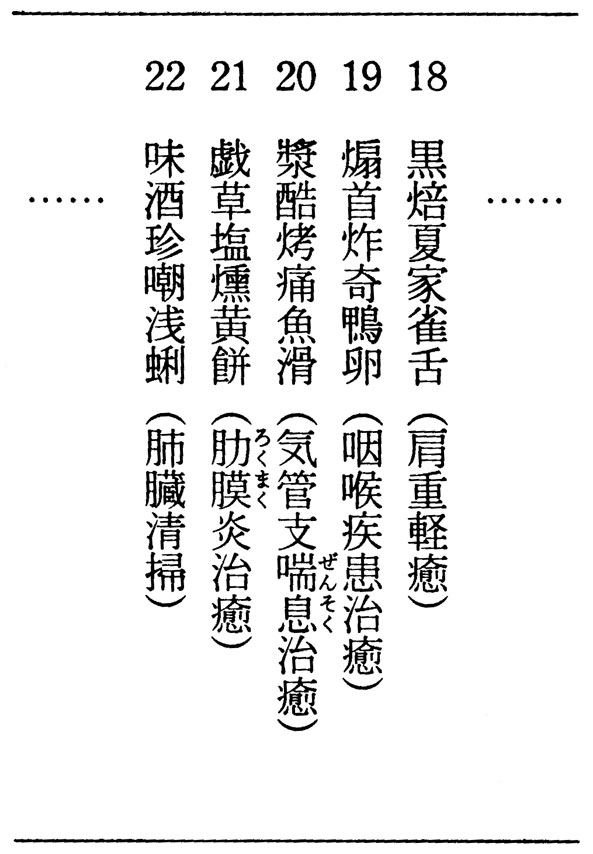 ……
18 黒焙夏家雀舌（肩重軽癒）
19 煽首炸奇鴨卵（咽喉疾患治癒）
20 漿酷烤痛魚滑（気管支喘息治癒）
ぜんそく
21 戯草塩燻黄餅（肋膜炎治癒）
ろくまく
22 味酒珍嘲浅蜊（肺臓清掃）
……